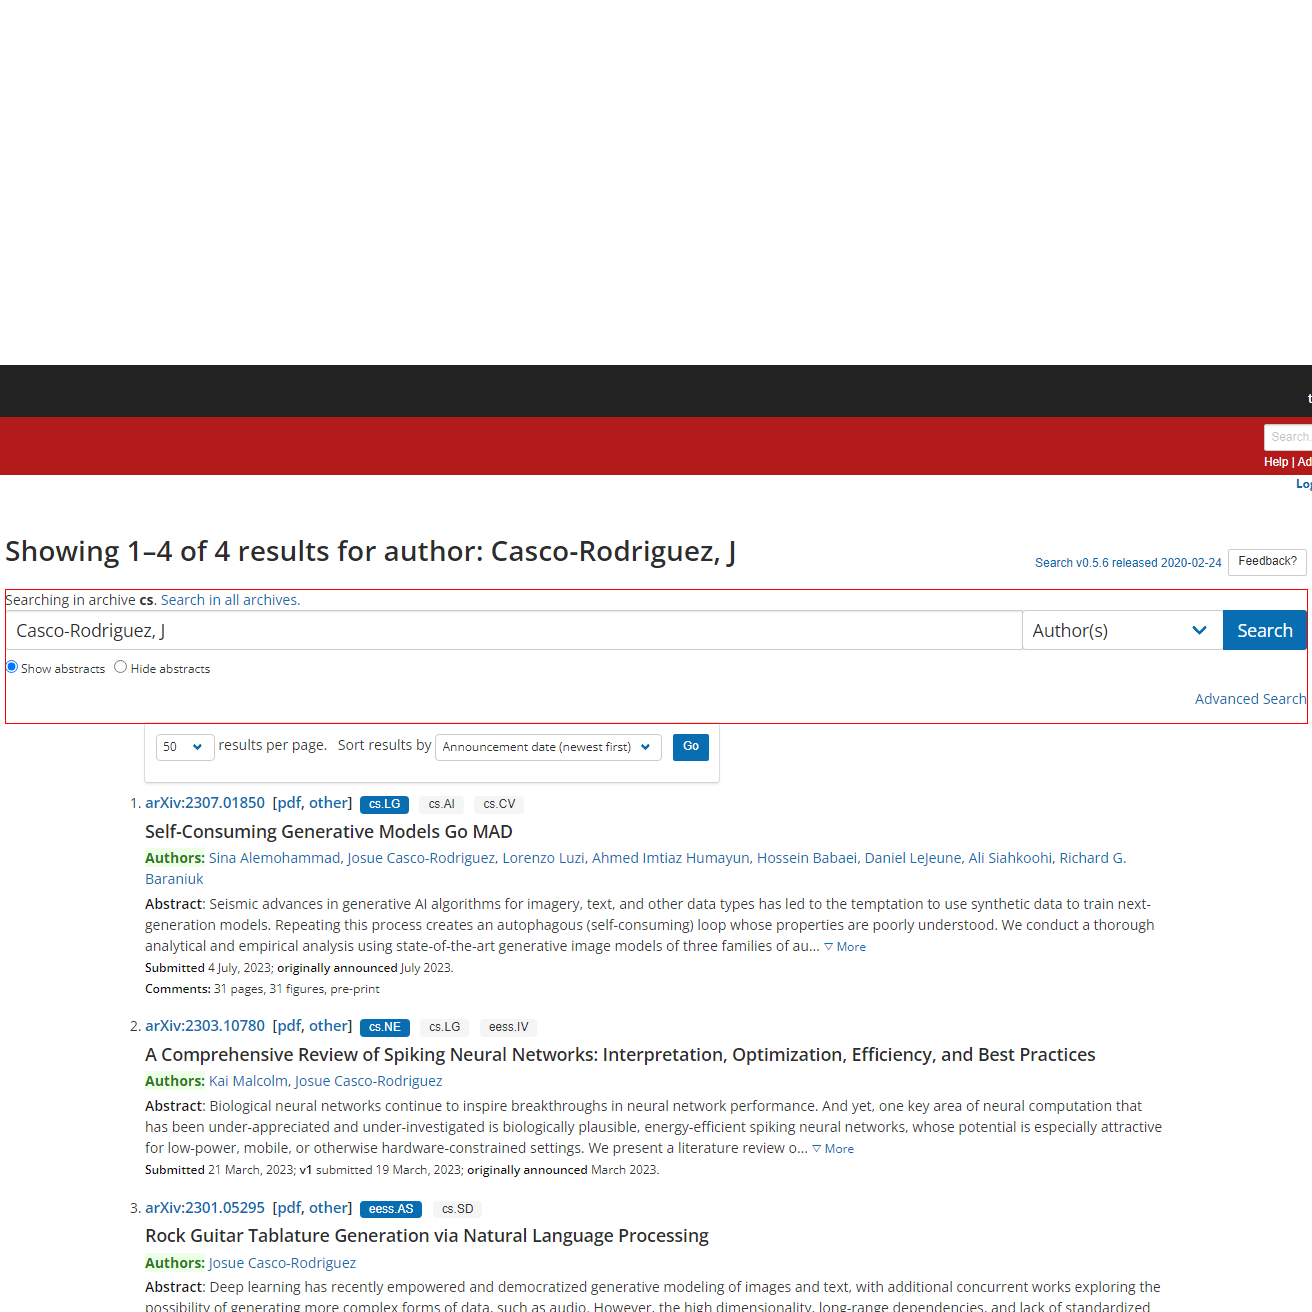 Search.
Help | Ad
Showing 1–4 of 4 results for author: Casco-Rodriguez, J
Search v0.5.6 released 2020-02-24 Feedback?
Searching in archive cs. Search in all archives.
Casco-Rodriguez, J Author(s) Search
Show abstracts Hide abstracts
Advanced Search
50 results per page. Sort results by Announcement date (newest first) Go
1. arXiv:2307.01850 [pdf, other] cs.LG cs.AI cs.CV
Self-Consuming Generative Models Go MAD
Authors: Sina Alemohammad, Josue Casco-Rodriguez, Lorenzo Luzi, Ahmed Imtiaz Humayun, Hossein Babaei, Daniel LeJeune, Ali Siahkoohi, Richard G.
Baraniuk
Abstract: Seismic advances in generative AI algorithms for imagery, text, and other data types has led to the temptation to use synthetic data to train next-
generation models. Repeating this process creates an autophagous (self-consuming) loop whose properties are poorly understood. We conduct a thorough
analytical and empirical analysis using state-of-the-art generative image models of three families of au... ▽ More
Submitted 4 July, 2023; originally announced July 2023.
Comments: 31 pages, 31 figures, pre-print
2. arXiv:2303.10780 [pdf, other] cs.NE cs.LG eess.IV
A Comprehensive Review of Spiking Neural Networks: Interpretation, Optimization, Efficiency, and Best Practices
Authors: Kai Malcolm, Josue Casco-Rodriguez
Abstract: Biological neural networks continue to inspire breakthroughs in neural network performance. And yet, one key area of neural computation that
has been under-appreciated and under-investigated is biologically plausible, energy-efficient spiking neural networks, whose potential is especially attractive
for low-power, mobile, or otherwise hardware-constrained settings. We present a literature review o... ▽ More
Submitted 21 March, 2023; v1 submitted 19 March, 2023; originally announced March 2023.
3. arXiv:2301.05295 [pdf, other] eess.AS cs.SD
Rock Guitar Tablature Generation via Natural Language Processing
Authors: Josue Casco-Rodriguez
Abstract: Deep learning has recently empowered and democratized generative modeling of images and text, with additional concurrent works exploring the
possibility of generating more complex forms of data, such as audio. However, the high dimensionality, long-range dependencies, and lack of standardized